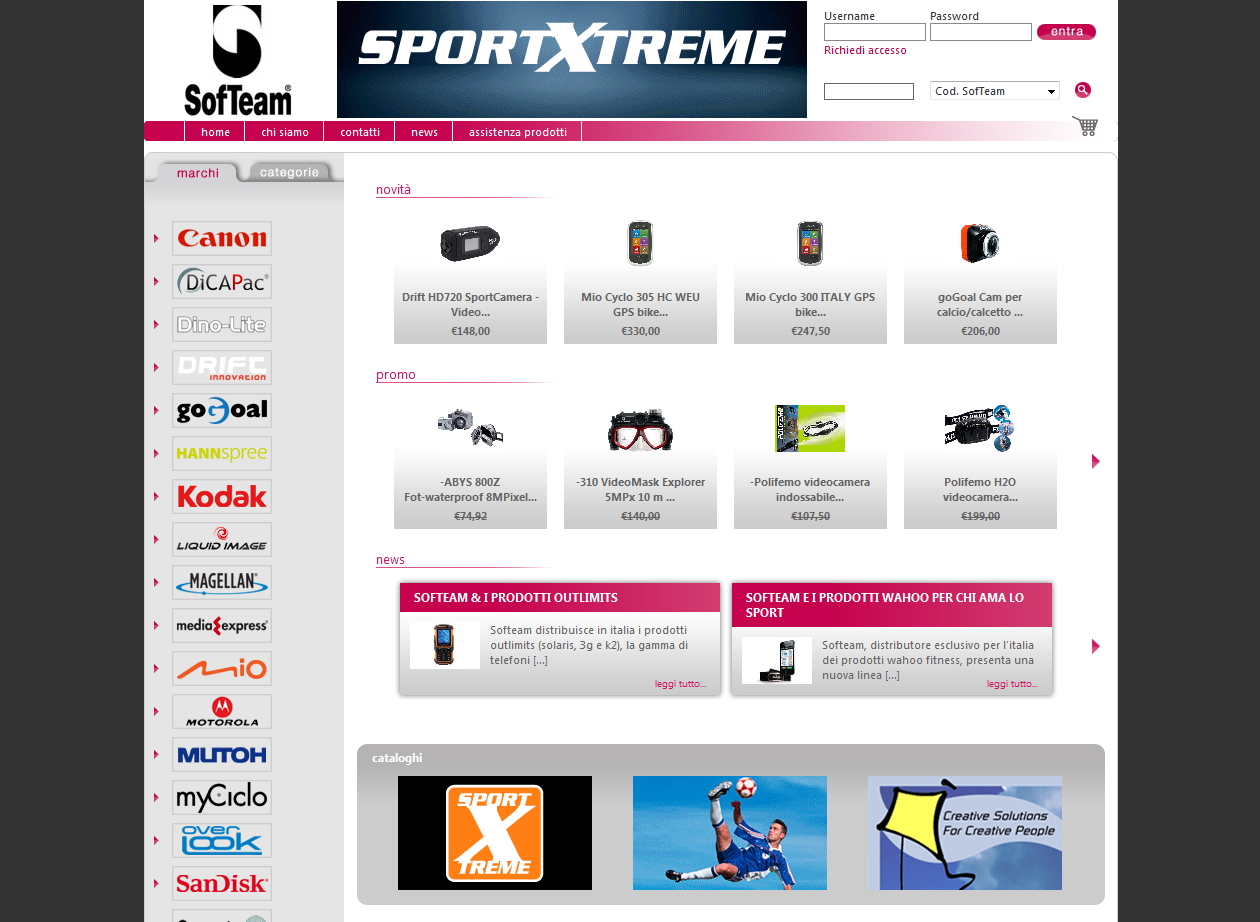 SofTeam
SPORTXTREME
Username
Password
entra
Richiedi accesso
Cod. SofTeam
home
chi siamo
contatti
news
assistenza prodotti
marchi
categorie
Canon
DiCAPac
Dino-Lite
DRIFT
INNOVATION
goGoal
HANNspree
Kodak
LIQUID IMAGE
MAGELLAN
media express
MIO
MOTOROLA
MUTOH
myCiclo
OVER
LOOK
SanDisk
novità
Drift HD720 SportCamera -
Video...
€148,00
Mio Cyclo 305 HC WEU
GPS bike...
€330,00
Mio Cyclo 300 ITALY GPS
bike...
€247,50
goGoal Cam per
calcio/calcetto ...
€206,00
promo
-ABYS 800Z
Fot-waterproof 8MPixel...
€74,92
-310 VideoMask Explorer
5MPx 10 m ...
€140,00
-Polifemo videocamera
indossabile...
€107,50
Polifemo H2O
videocamera...
€199,00
news
SOFTEAM & I PRODOTTI OUTLIMITS
Softeam distribuisce in italia i prodotti
outlimits (solaris, 3g e k2), la gamma di
telefoni [...]
leggi tutto...
SOFTEAM E I PRODOTTI WAHOO PER CHI AMA LO
SPORT
Softeam, distributore esclusivo per l'italia
dei prodotti wahoo fitness, presenta una
nuova linea [...]
leggi tutto...
cataloghi
SPORT
X
TREME
Creative Solutions
For Creative People